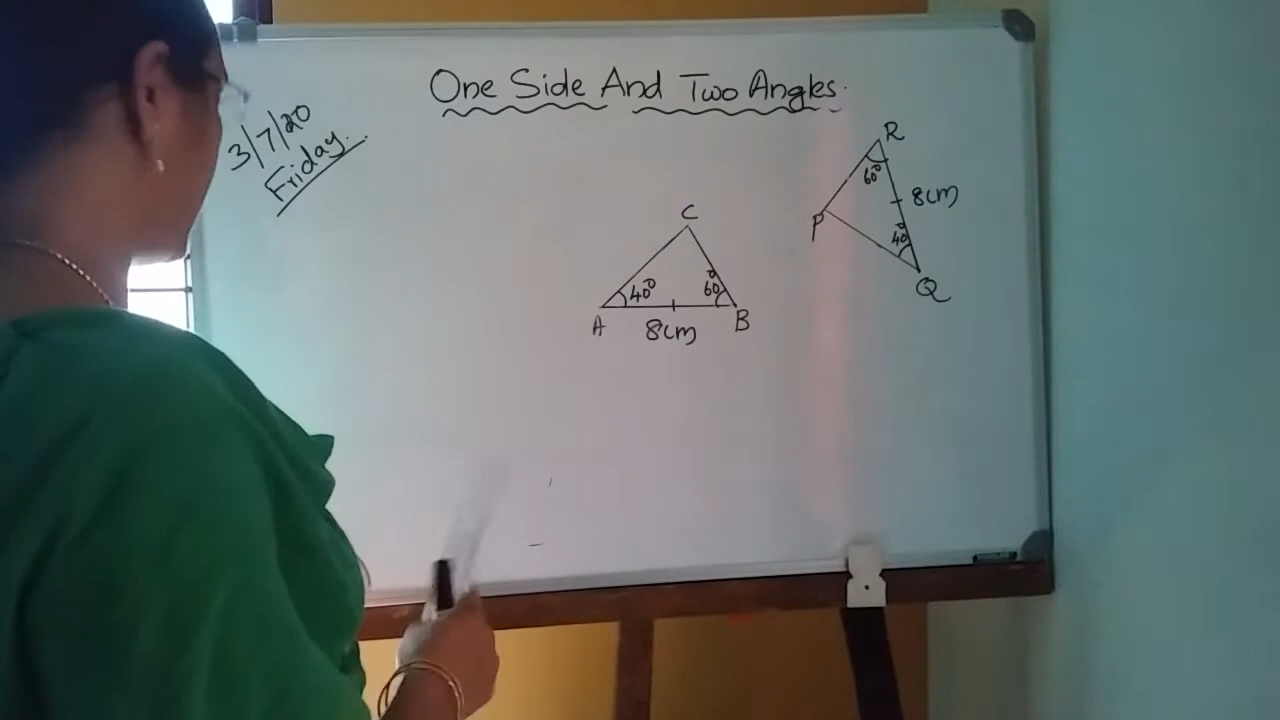 One Side And Two Angles.
3/7/20
Friday.
R
60°
8cm
P
40°
Q
C
40°
60°
A
8cm
B